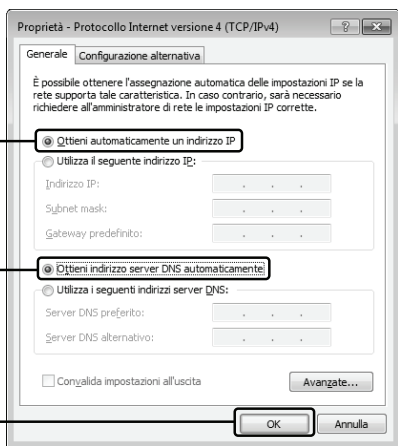 Proprietà - Protocollo Internet versione 4 (TCP/IPv4)
Generale
Configurazione alternativa
È possibile ottenere l'assegnazione automatica delle impostazioni IP se la
rete supporta tale caratteristica. In caso contrario, sarà necessario
richiedere all'amministratore di rete le impostazioni IP corrette.
Ottieni automaticamente un indirizzo IP
Utilizza il seguente indirizzo IP:
Indirizzo IP:
Subnet mask:
Gateway predefinito:
Ottieni indirizzo server DNS automaticamente
Utilizza i seguenti indirizzi server DNS:
Server DNS preferito:
Server DNS alternativo:
Convalida impostazioni all'uscita
Avanzate...
OK
Annulla